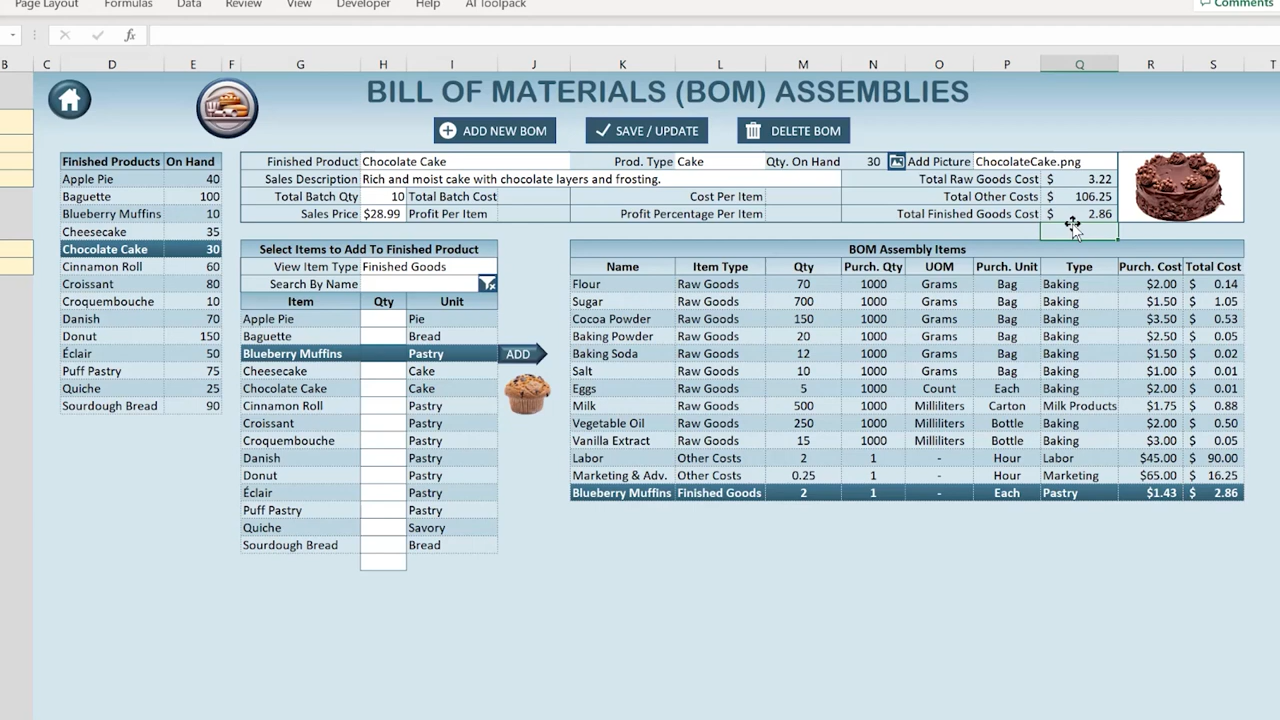 Page Layout Formulas Data Review View Developer Help AI Toolpack Comments
fx
B C D E F G H I J K L M N O P Q R S T
BILL OF MATERIALS (BOM) ASSEMBLIES
ADD NEW BOM SAVE / UPDATE DELETE BOM
Finished Products On Hand Finished Product Chocolate Cake Prod. Type Cake Qty. On Hand 30 Add Picture ChocolateCake.png
Apple Pie 40 Sales Description Rich and moist cake with chocolate layers and frosting. Total Raw Goods Cost $ 3.22
Baguette 100 Total Batch Qty 10 Total Batch Cost Cost Per Item Total Other Costs $ 106.25
Blueberry Muffins 10 Sales Price $28.99 Profit Per Item Profit Percentage Per Item Total Finished Goods Cost $ 2.86
Cheesecake 35
Chocolate Cake 30 Select Items to Add To Finished Product BOM Assembly Items
Cinnamon Roll 60 View Item Type Finished Goods Name Item Type Qty Purch. Qty UOM Purch. Unit Type Purch. Cost Total Cost
Croissant 80 Search By Name Flour Raw Goods 70 1000 Grams Bag Baking $2.00 $ 0.14
Croquembouche 10 Item Qty Unit Sugar Raw Goods 700 1000 Grams Bag Baking $1.50 $ 1.05
Danish 70 Apple Pie Pie Cocoa Powder Raw Goods 150 1000 Grams Bag Baking $3.50 $ 0.53
Donut 150 Baguette Bread Baking Powder Raw Goods 20 1000 Grams Bag Baking $2.50 $ 0.05
Éclair 50 Blueberry Muffins Pastry ADD Baking Soda Raw Goods 12 1000 Grams Bag Baking $1.50 $ 0.02
Puff Pastry 75 Cheesecake Cake Salt Raw Goods 10 1000 Grams Bag Baking $1.00 $ 0.01
Quiche 25 Chocolate Cake Cake Eggs Raw Goods 5 1000 Count Each Baking $2.00 $ 0.01
Sourdough Bread 90 Cinnamon Roll Pastry Milk Raw Goods 500 1000 Milliliters Carton Milk Products $1.75 $ 0.88
Croissant Pastry Vegetable Oil Raw Goods 250 1000 Milliliters Bottle Baking $2.00 $ 0.50
Croquembouche Pastry Vanilla Extract Raw Goods 15 1000 Milliliters Bottle Baking $3.00 $ 0.05
Danish Pastry Labor Other Costs 2 1 - Hour Labor $45.00 $ 90.00
Donut Pastry Marketing & Adv. Other Costs 0.25 1 - Hour Marketing $65.00 $ 16.25
Éclair Pastry Blueberry Muffins Finished Goods 2 1 - Each Pastry $1.43 $ 2.86
Puff Pastry Pastry
Quiche Savory
Sourdough Bread Bread